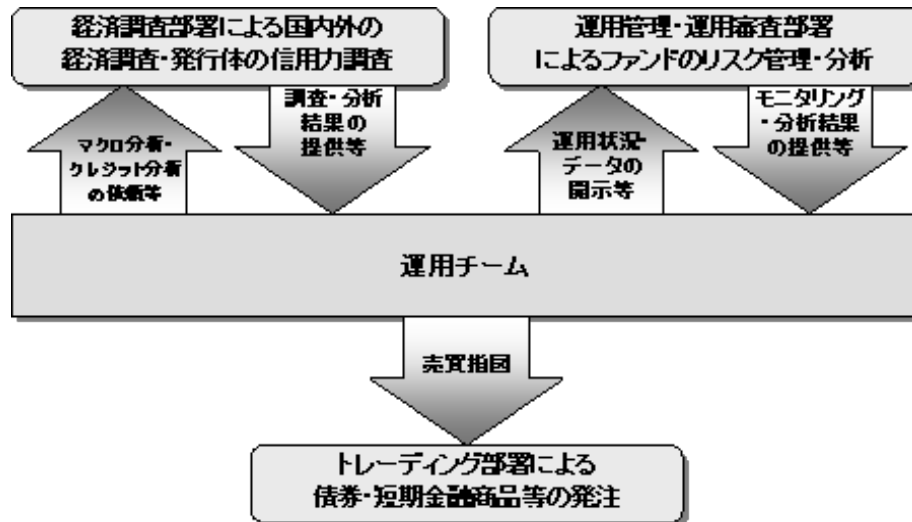 経済調査部署による国内外の
経済調査・発行体の信用力調査
運用管理・運用審査部署
によるファンドのリスク管理・分析
マクロ分析・
クレジット分析
の依頼等
調査・分析
結果の
提供等
運用状況・
データの
開示等
モニタリング
・分析結果
の提供等
運用チーム
売買指図
トレーディング部署による
債券・短期金融商品等の発注